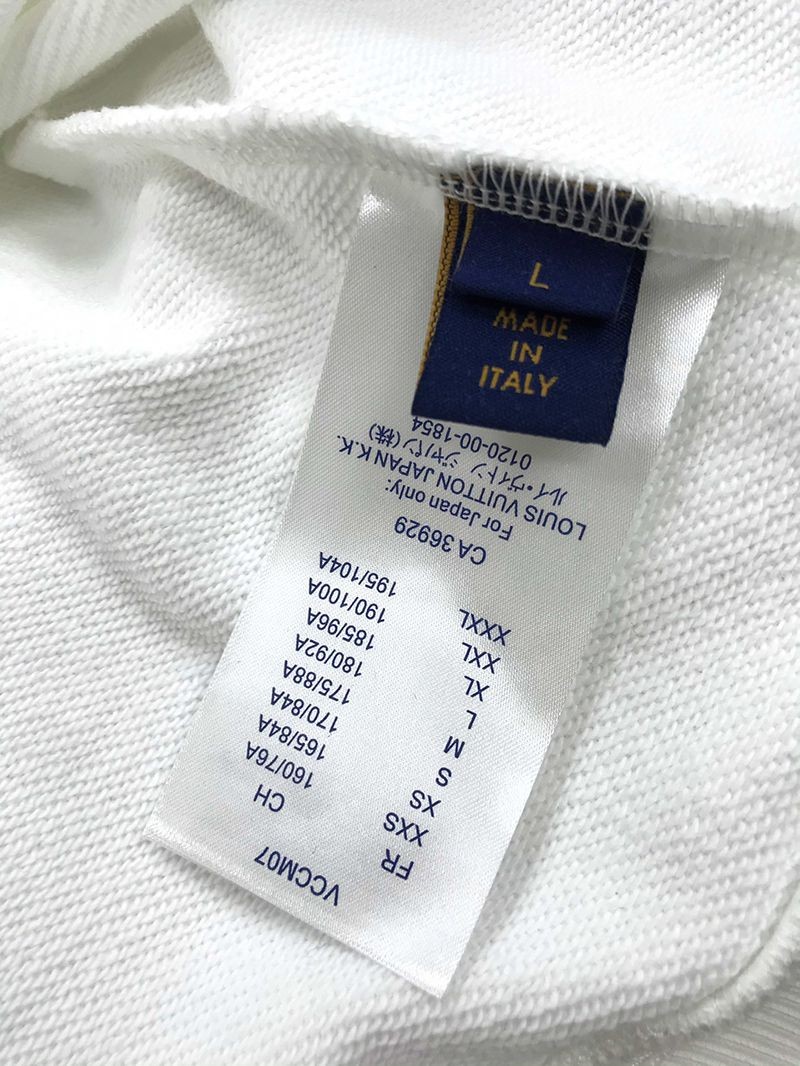 L
MADE
IN
ITALY
VCCM07
FR CH
XXS 160/76A
XS 165/84A
S 170/84A
M 175/88A
L 180/92A
XL 185/96A
XXL 190/100A
XXXL 195/104A
CA 36929
For Japan only:
LOUIS VUITTON JAPAN K.K.
ルイ・ヴィトン ジャパン(株)
0120-00-1854